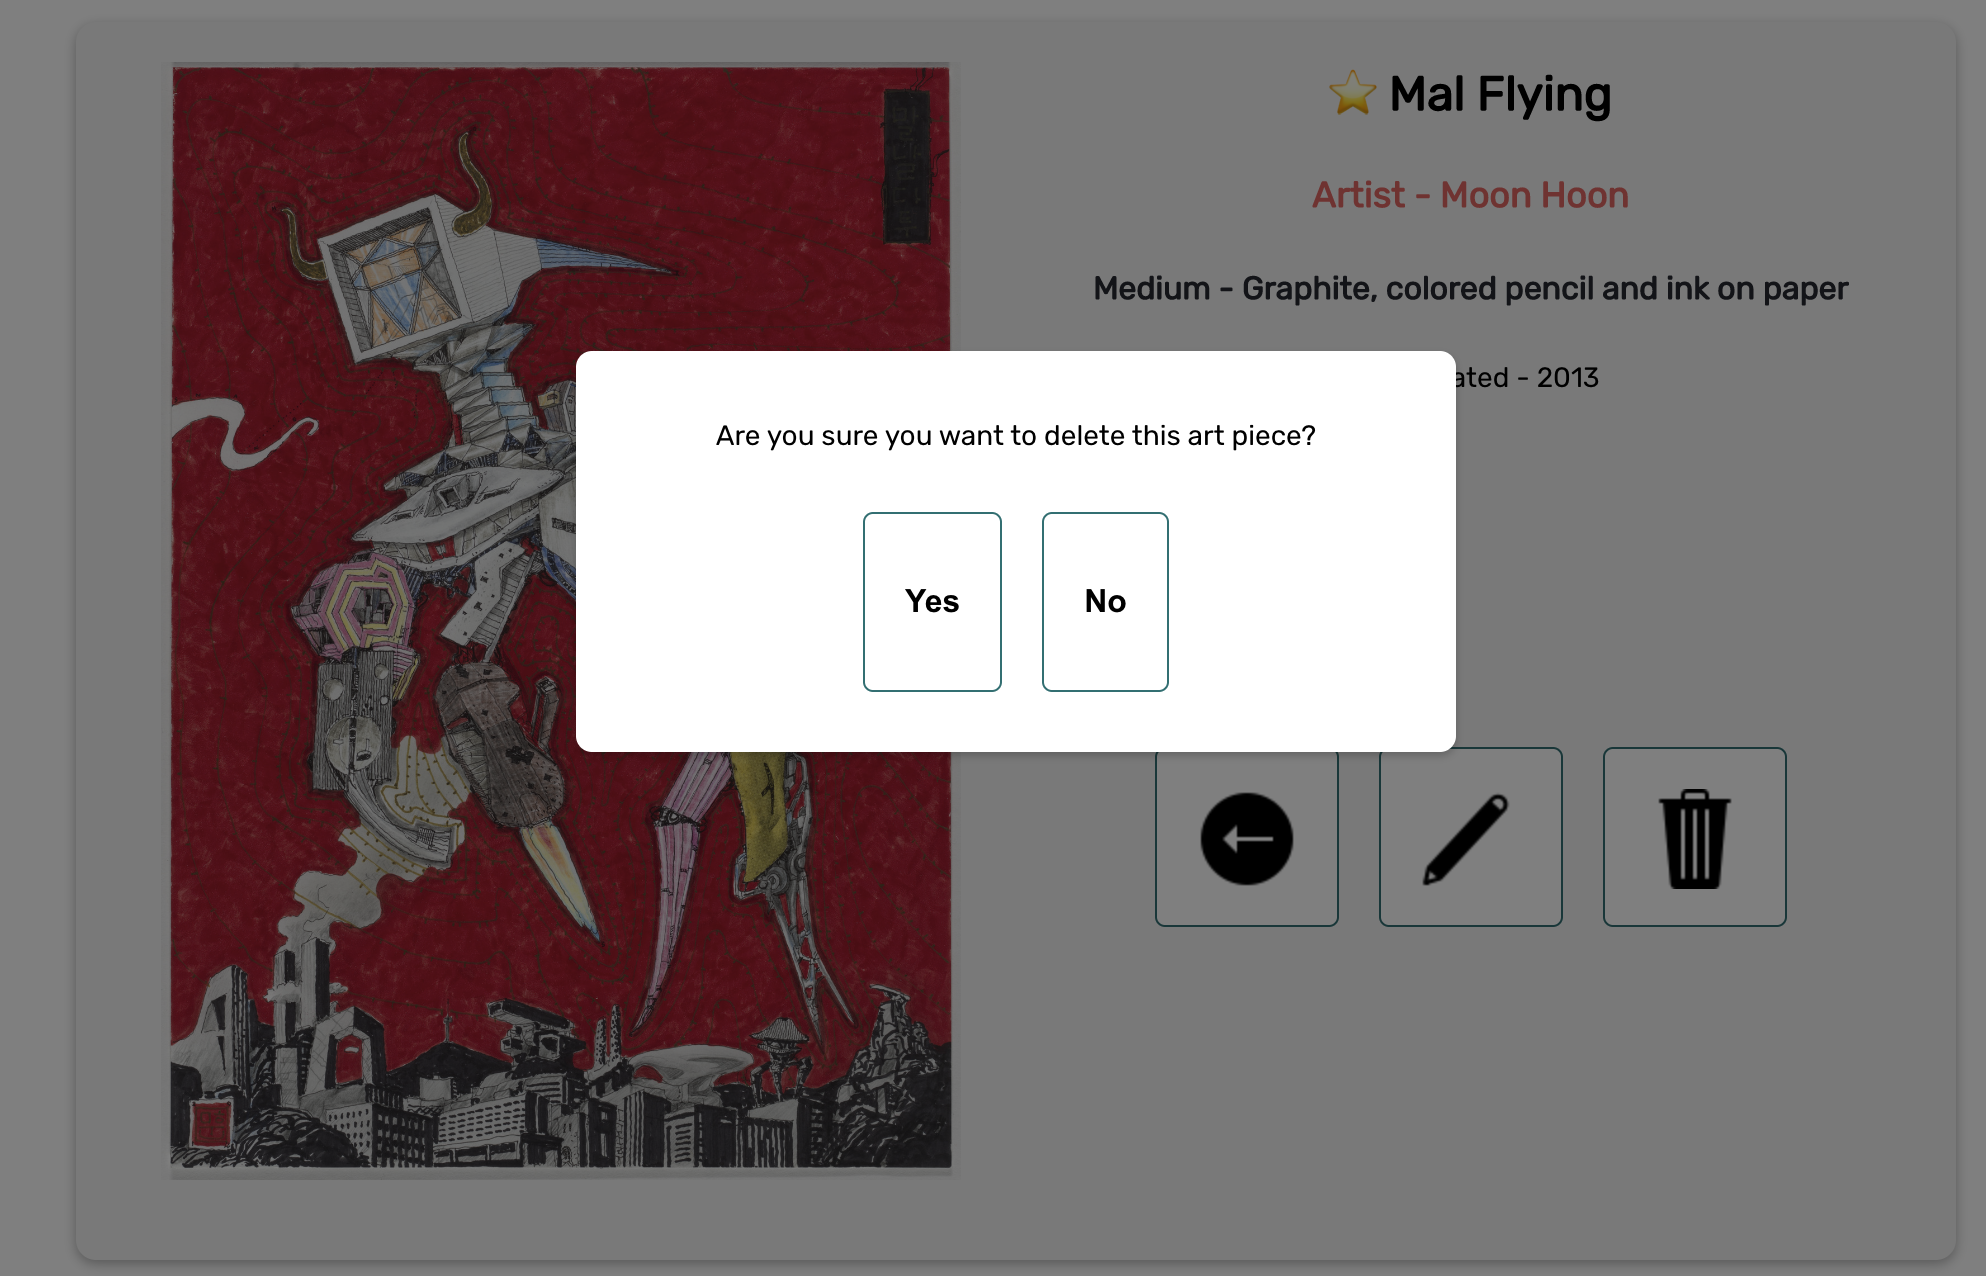 ⭐ Mal Flying
Artist - Moon Hoon
Medium - Graphite, colored pencil and ink on paper
ated - 2013
Are you sure you want to delete this art piece?
Yes
No